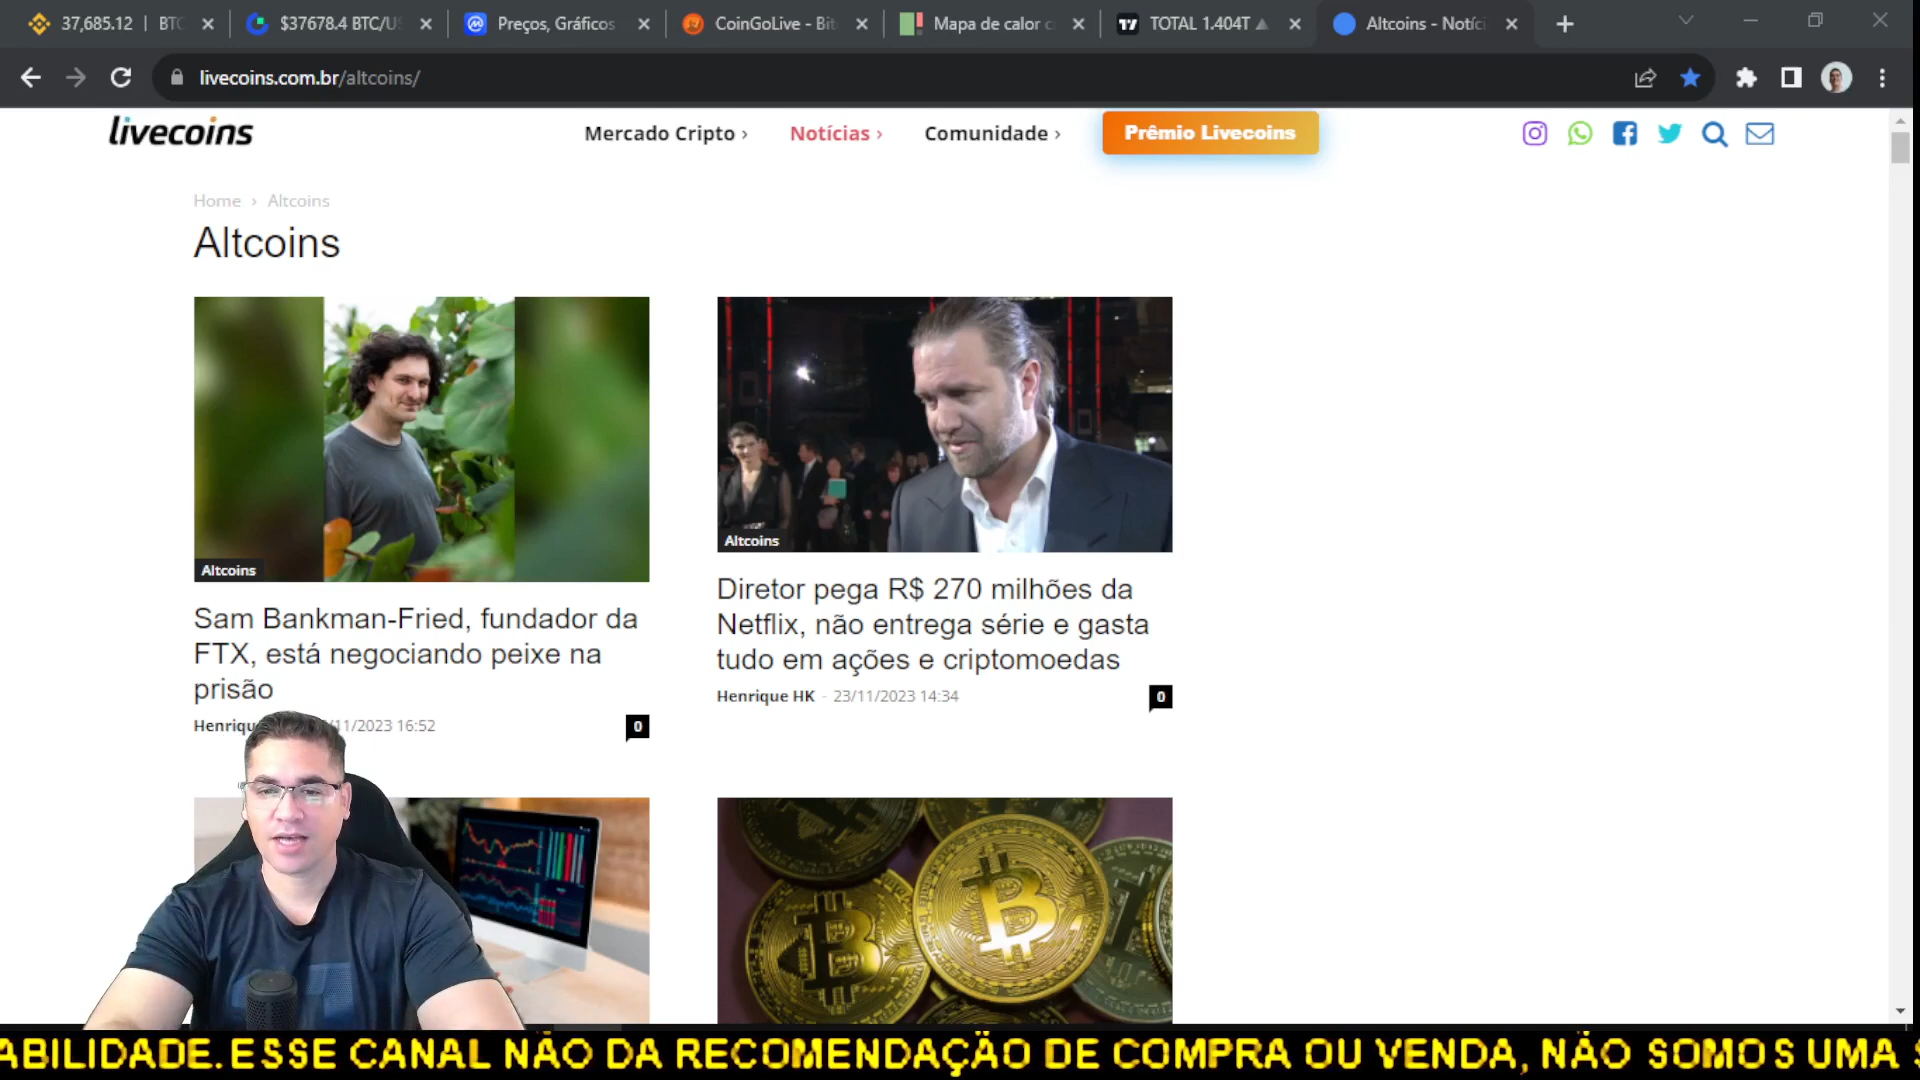 37,685.12 | BTC
$37678.4 BTC/US
Preços, Gráficos
CoinGoLive - Bit
Mapa de calor c
TOTAL 1.404T
Altcoins - Notíci
livecoins.com.br/altcoins/
livecoins
Mercado Cripto
Notícias
Comunidade
Prêmio Livecoins
Home › Altcoins
Altcoins
Altcoins
Sam Bankman-Fried, fundador da
FTX, está negociando peixe na
prisão
Henriqu
11/2023 16:52
0
Altcoins
Diretor pega R$ 270 milhões da
Netflix, não entrega série e gasta
tudo em ações e criptomoedas
Henrique HK - 23/11/2023 14:34
0
ABILIDADE. ESSE CANAL NÃO DA RECOMENDAÇÃO DE COMPRA OU VENDA, NÃO SOMOS UMA